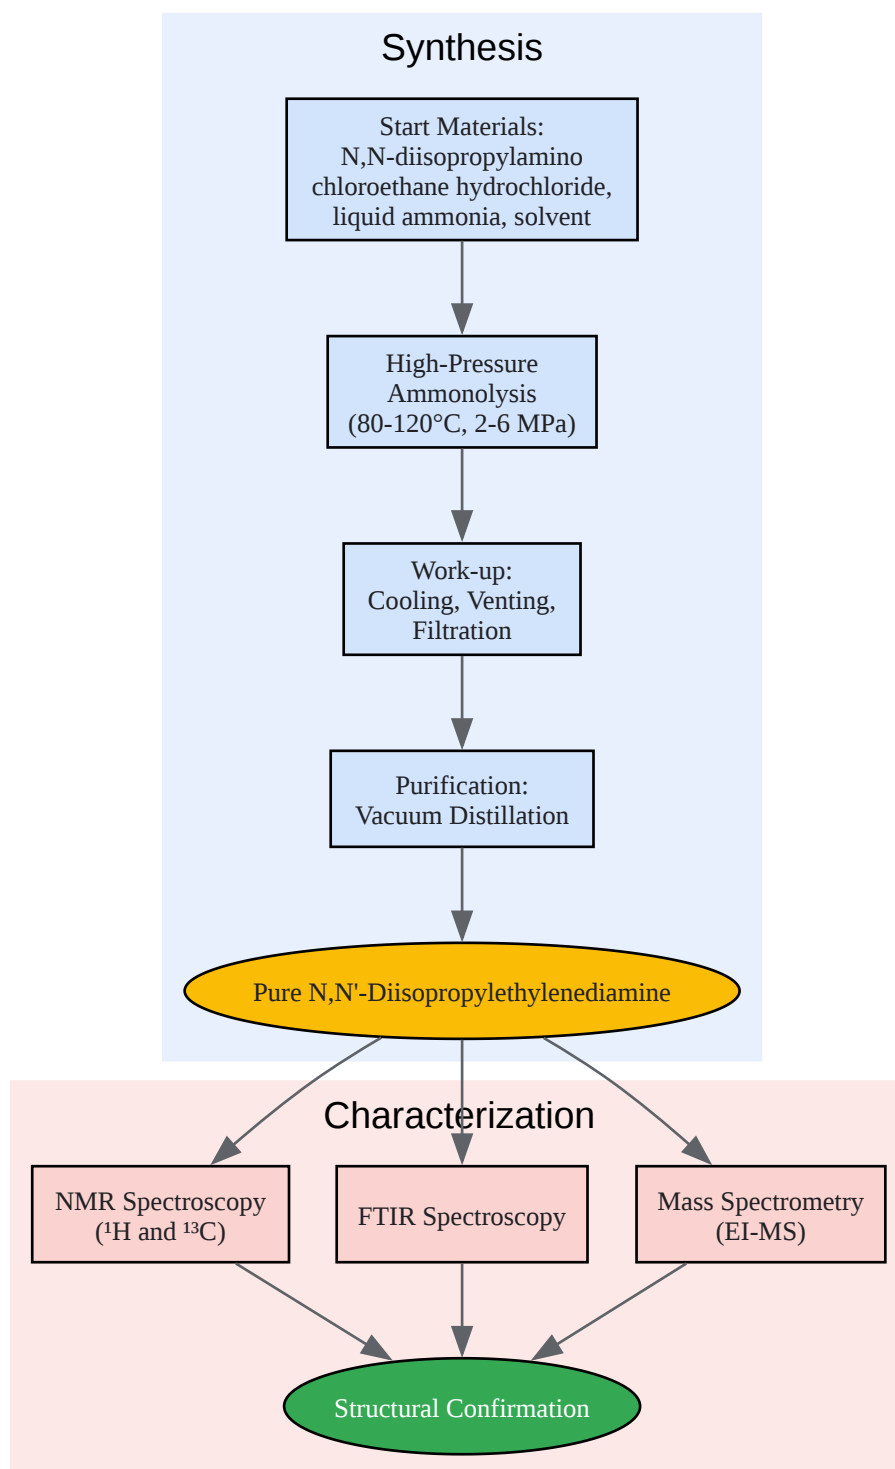 Synthesis
Start Materials:
N,N-diisopropylamino
chloroethane hydrochloride,
liquid ammonia, solvent
High-Pressure
Ammonolysis
(80-120°C, 2-6 MPa)
Work-up:
Cooling, Venting,
Filtration
Purification:
Vacuum Distillation
Pure N,N'-Diisopropylethylenediamine
Characterization
NMR Spectroscopy
(¹H and ¹³C)
FTIR Spectroscopy
Mass Spectrometry
(EI-MS)
Structural Confirmation